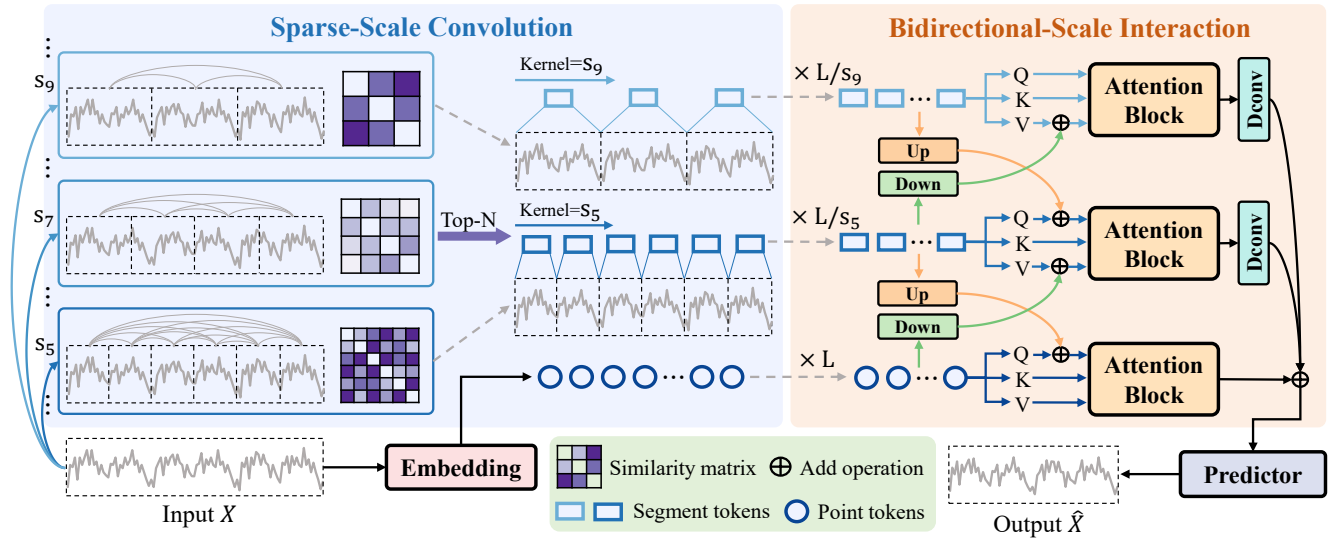 Sparse-Scale Convolution
Bidirectional-Scale Interaction
⋮
s₉
Kernel=s₉
× L/s₉
...
Q
K
V
⊕
Attention
Block
Dconv
Up
Down
⋮
s₇
Top-N
Kernel=s₅
× L/s₅
...
Q
K
V
Attention
Block
Dconv
Up
Down
⋮
s₅
⋮
...
× L
...
Q
K
V
Attention
Block
Input X
Embedding
Similarity matrix
⊕ Add operation
Segment tokens
Point tokens
Output X̂
Predictor